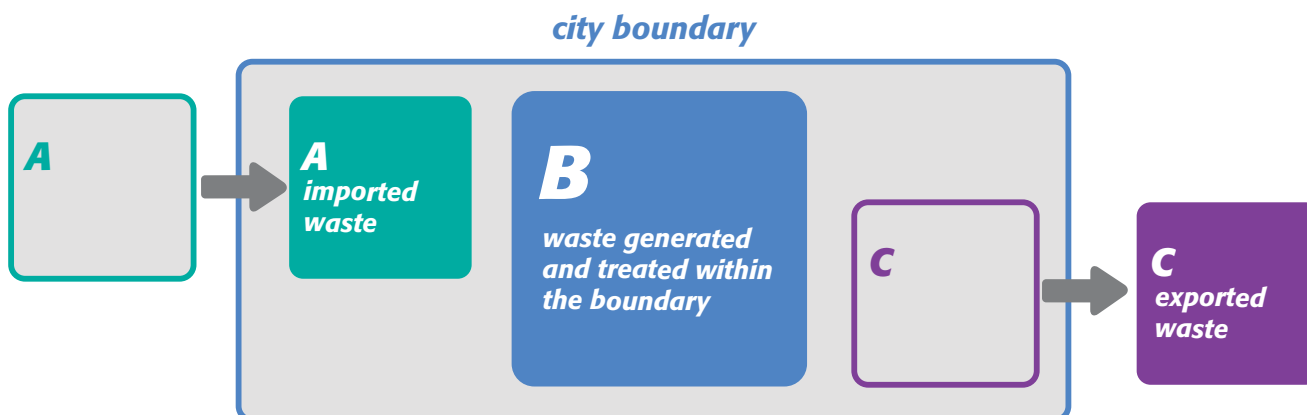 city boundary
A
A
imported
waste
B
waste generated
and treated within
the boundary
C
C
exported
waste